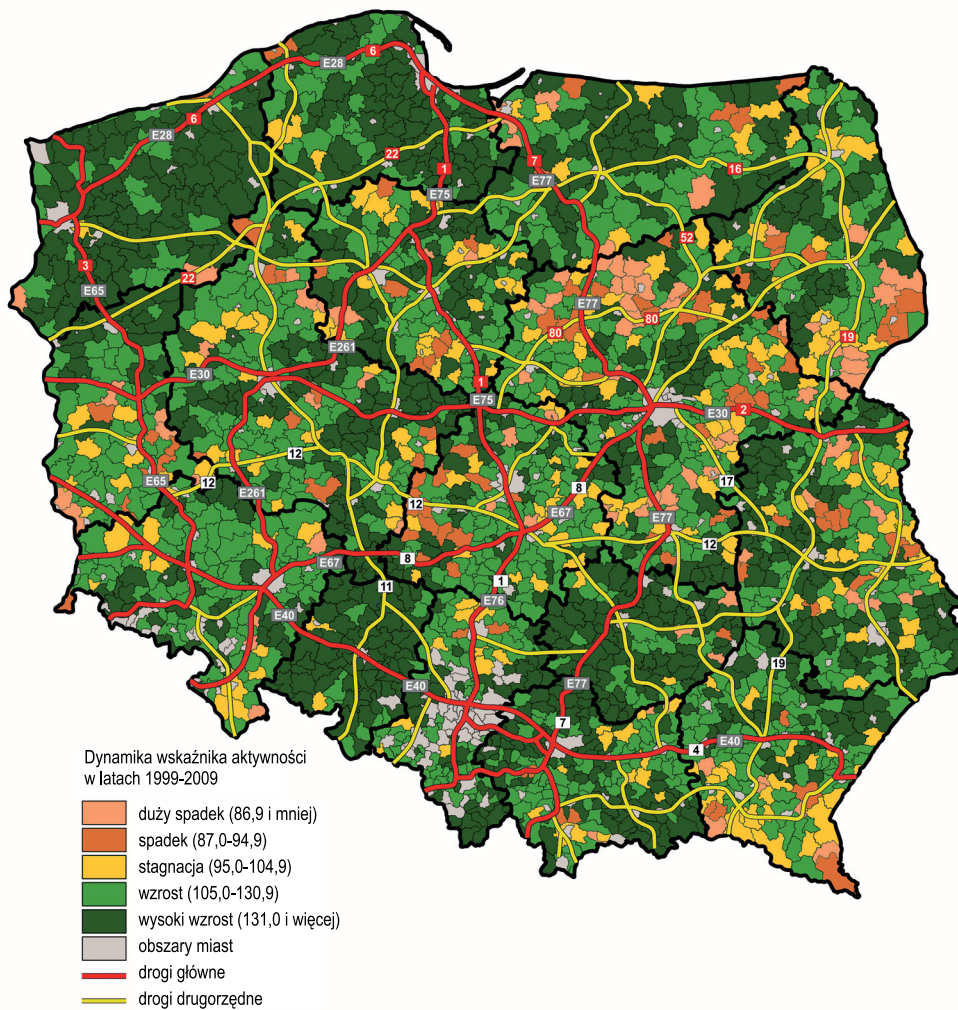 6
E28
6
E28
22
1
7
E77
E75
16
3
E65
22
52
E77
80
80
19
E261
E30
1
E75
E30
2
12
12
E65
E261
12
8
E67
17
E77
12
E67
8
11
1
E76
E40
E40
19
E77
7
4
E40
Dynamika wskaźnika aktywności
w latach 1999-2009
duży spadek (86,9 i mniej)
spadek (87,0-94,9)
stagnacja (95,0-104,9)
wzrost (105,0-130,9)
wysoki wzrost (131,0 i więcej)
obszary miast
drogi główne
drogi drugorzędne